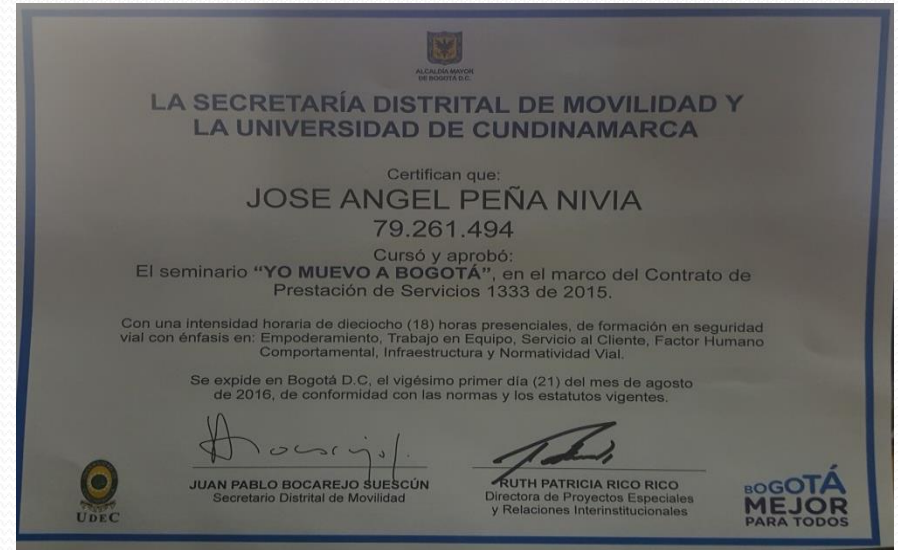 ALCALDÍA MAYOR
DE BOGOTÁ D.C.
LA SECRETARÍA DISTRITAL DE MOVILIDAD Y
LA UNIVERSIDAD DE CUNDINAMARCA
Certifican que:
JOSE ANGEL PEÑA NIVIA
79.261.494
Cursó y aprobó:
El seminario “YO MUEVO A BOGOTÁ”, en el marco del Contrato de
Prestación de Servicios 1333 de 2015.
Con una intensidad horaria de dieciocho (18) horas presenciales, de formación en seguridad
vial con énfasis en: Empoderamiento, Trabajo en Equipo, Servicio al Cliente, Factor Humano
Comportamental, Infraestructura y Normatividad Vial.
Se expide en Bogotá D.C, el vigésimo primer día (21) del mes de agosto
de 2016, de conformidad con las normas y los estatutos vigentes.
JUAN PABLO BOCAREJO SUESCÚN
Secretario Distrital de Movilidad
RUTH PATRICIA RICO RICO
Directora de Proyectos Especiales
y Relaciones Interinstitucionales
UDEC
BOGOTÁ
MEJOR
PARA TODOS